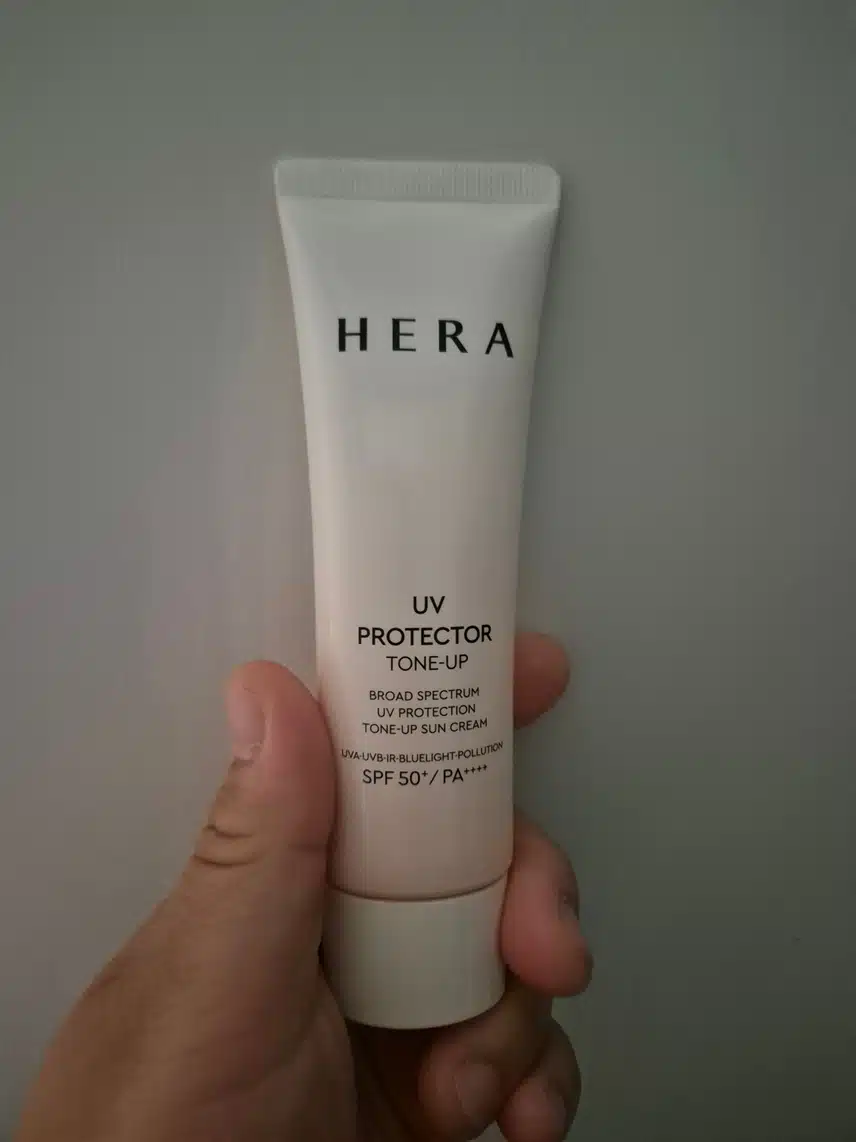 HERA
UV
PROTECTOR
TONE-UP
BROAD SPECTRUM
UV PROTECTION
TONE-UP SUN CREAM
UVA·UVB·IR·BLUELIGHT·POLLUTION
SPF 50⁺/ PA⁺⁺⁺⁺